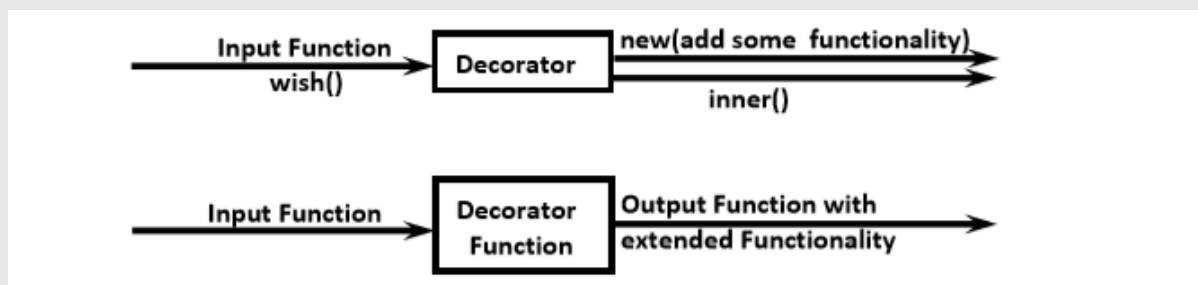 Input Function
wish()
Decorator
new(add some functionality)
inner()
Input Function
Decorator
Function
Output Function with
extended Functionality